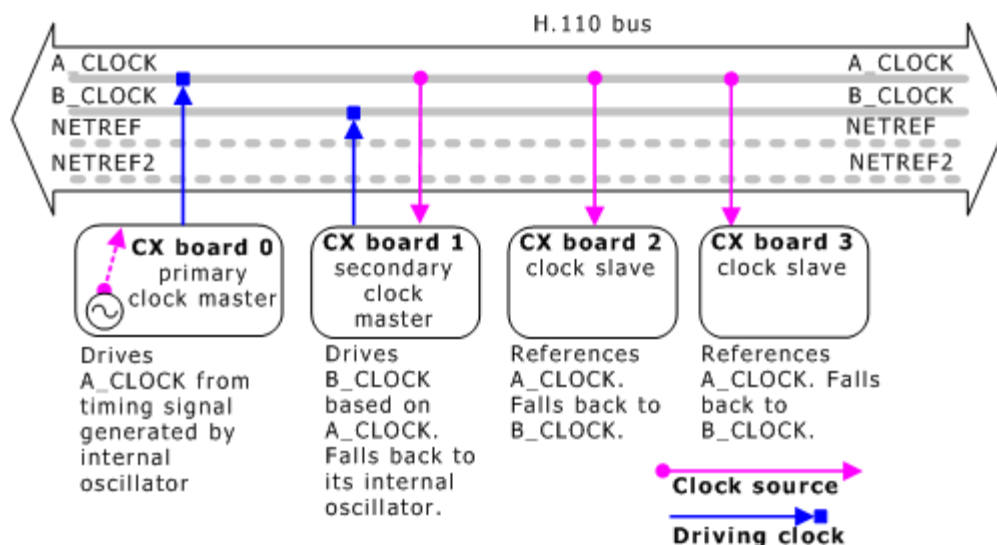 H.110 bus
A_CLOCK
A_CLOCK
B_CLOCK
B_CLOCK
NETREF
NETREF
NETREF2
NETREF2
CX board 0
primary
clock master
CX board 1
secondary
clock
master
CX board 2
clock slave
CX board 3
clock slave
Drives
A_CLOCK from
timing signal
generated by
internal
oscillator
Drives
B_CLOCK
based on
A_CLOCK.
Falls back to
its internal
oscillator.
References
A_CLOCK.
Falls back to
B_CLOCK.
References
A_CLOCK. Falls
back to
B_CLOCK.
Clock source
Driving clock